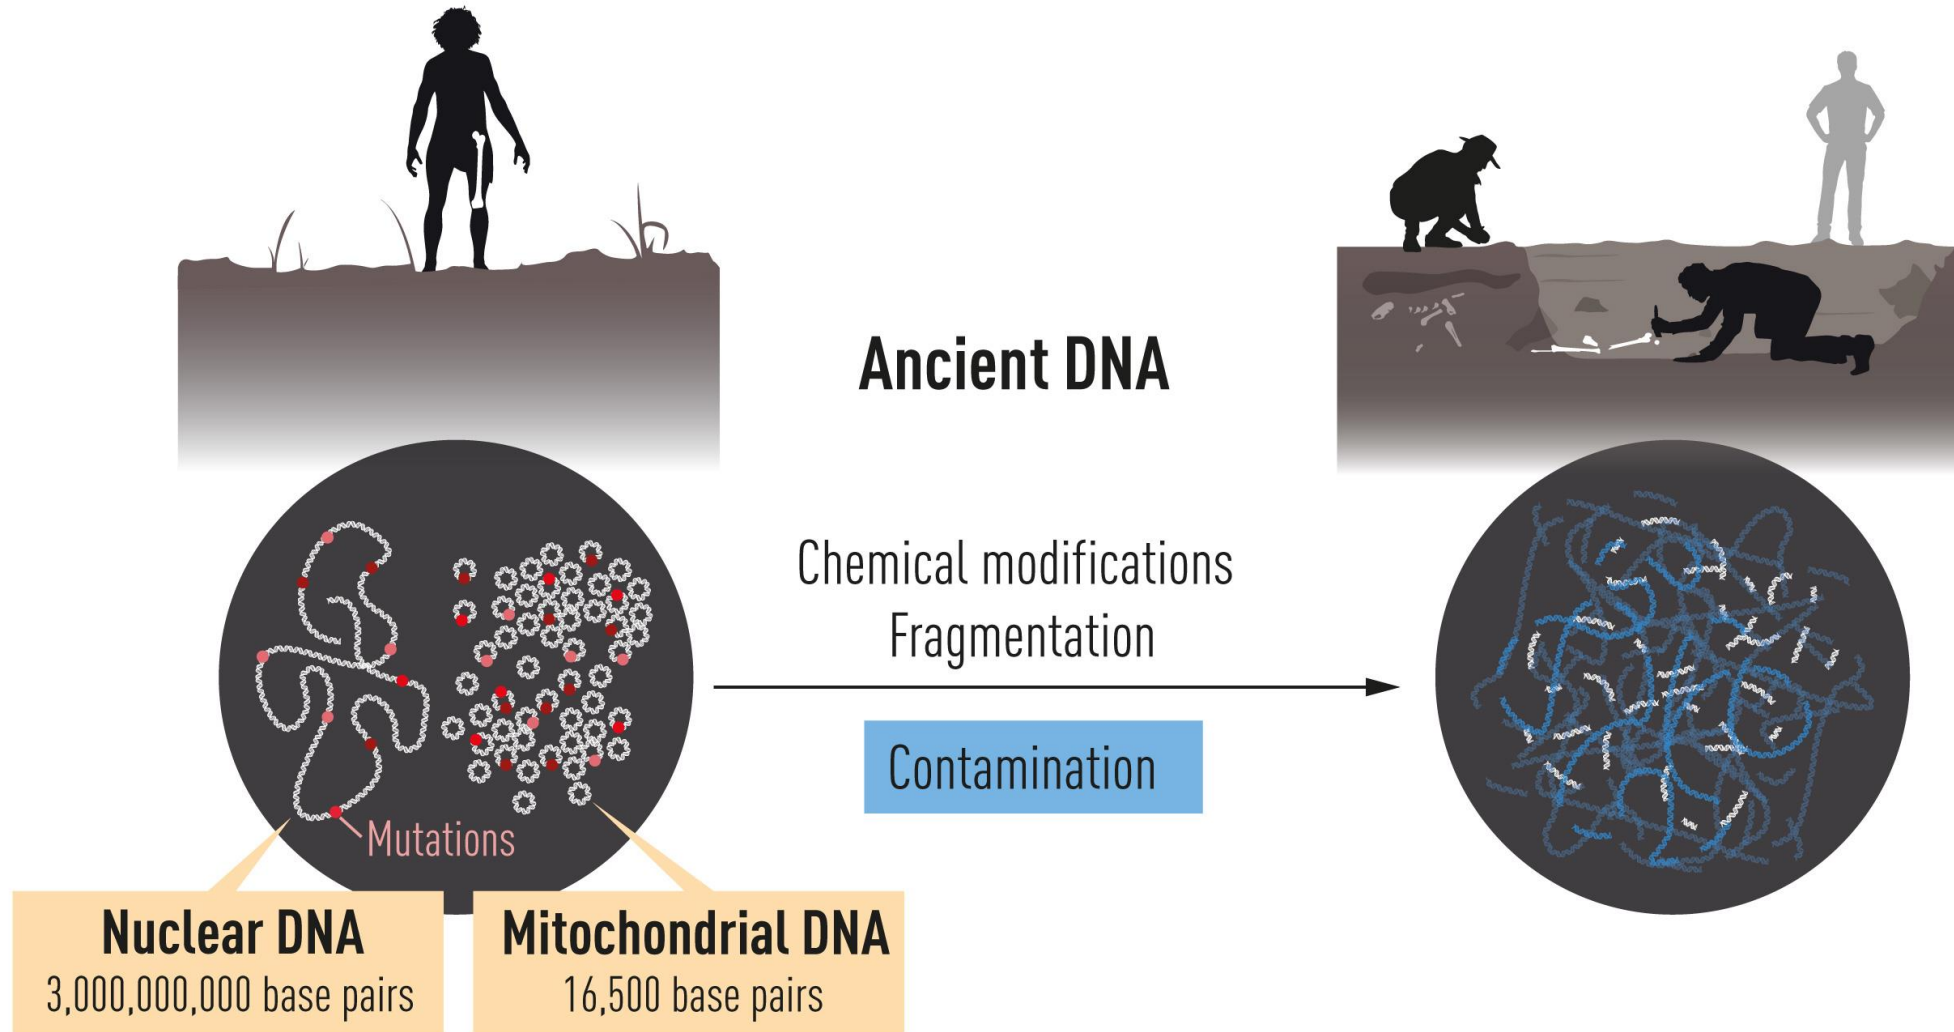 Ancient DNA
Chemical modifications
Fragmentation
Contamination
Mutations
Nuclear DNA
3,000,000,000 base pairs
Mitochondrial DNA
16,500 base pairs